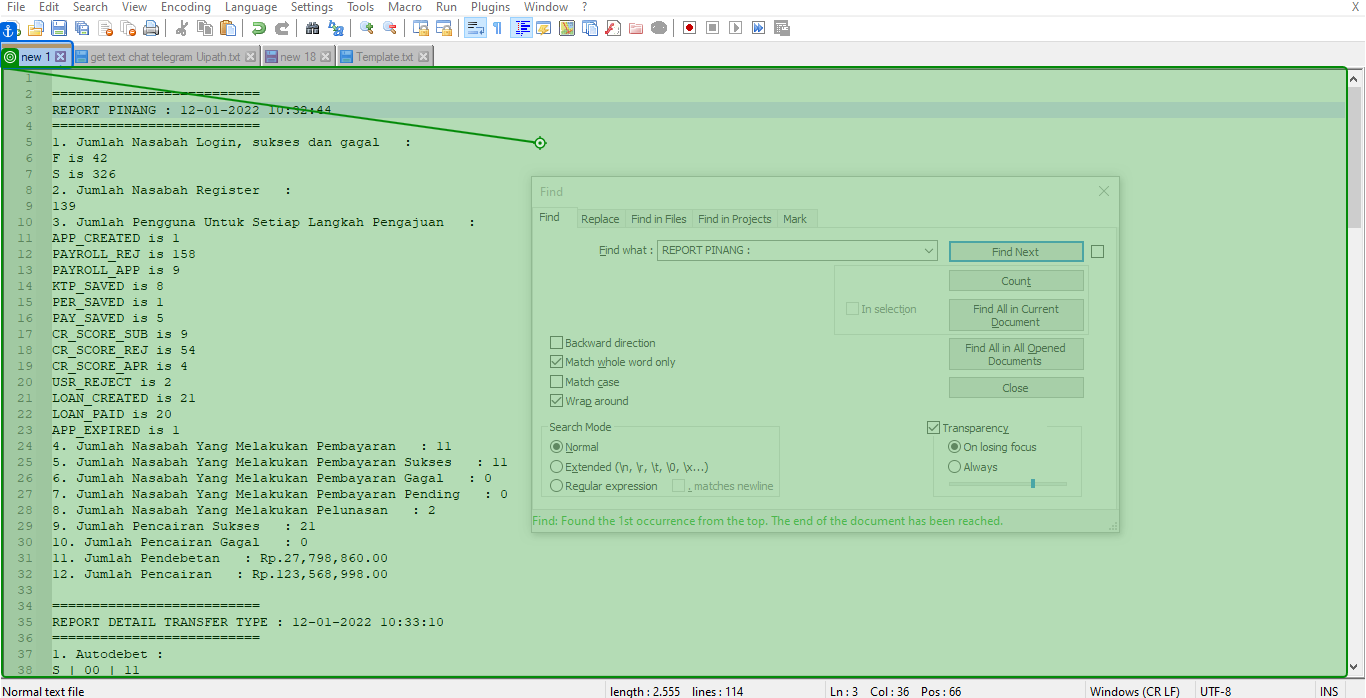 File Edit Search View Encoding Language Settings Tools Macro Run Plugins Window ? X
new 1 get text chat telegram Uipath.txt new 18 Template.txt
1
2 ==========================
3 REPORT PINANG : 12-01-2022 10:32:44
4 ==========================
5 1. Jumlah Nasabah Login, sukses dan gagal :
6 F is 42
7 S is 326
8 2. Jumlah Nasabah Register :
9 139
10 3. Jumlah Pengguna Untuk Setiap Langkah Pengajuan :
11 APP_CREATED is 1
12 PAYROLL_REJ is 158
13 PAYROLL_APP is 9
14 KTP_SAVED is 8
15 PER_SAVED is 1
16 PAY_SAVED is 5
17 CR_SCORE_SUB is 9
18 CR_SCORE_REJ is 54
19 CR_SCORE_APR is 4
20 USR_REJECT is 2
21 LOAN_CREATED is 21
22 LOAN_PAID is 20
23 APP_EXPIRED is 1
24 4. Jumlah Nasabah Yang Melakukan Pembayaran : 11
25 5. Jumlah Nasabah Yang Melakukan Pembayaran Sukses : 11
26 6. Jumlah Nasabah Yang Melakukan Pembayaran Gagal : 0
27 7. Jumlah Nasabah Yang Melakukan Pembayaran Pending : 0
28 8. Jumlah Nasabah Yang Melakukan Pelunasan : 2
29 9. Jumlah Pencairan Sukses : 21
30 10. Jumlah Pencairan Gagal : 0
31 11. Jumlah Pendebetan : Rp.27,798,860.00
32 12. Jumlah Pencairan : Rp.123,568,998.00
33
34 ==========================
35 REPORT DETAIL TRANSFER TYPE : 12-01-2022 10:33:10
36 ==========================
37 1. Autodebet :
38 S | 00 | 11
Find
Find Replace Find in Files Find in Projects Mark
Find what : REPORT PINANG : Find Next
Count
In selection
Find All in Current
Document
Find All in All Opened
Documents
Close
Backward direction
Match whole word only
Match case
Wrap around
Search Mode
Normal
Extended (\n, \r, \t, \0, \x...)
Regular expression . matches newline
Transparency
On losing focus
Always
Find: Found the 1st occurrence from the top. The end of the document has been reached.
Normal text file length : 2.555 lines : 114 Ln : 3 Col : 36 Pos : 66 Windows (CR LF) UTF-8 INS